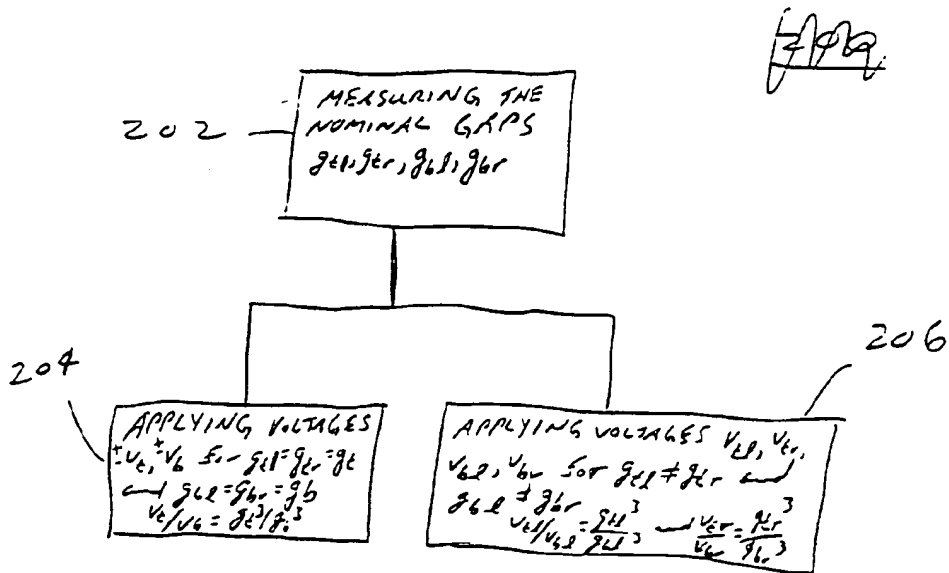 202
MEASURING THE
NOMINAL GAPS
gtl, gtr, gbl, gbr
204
APPLYING VOLTAGES
±vt, ±vb for gtl=gtr=gt
and gbl=gbr=gb
vt/vb = gt³/
206
APPLYING VOLTAGES vtl, vtr,
vbl, vbr for gtl ≠ gtr and
gbl ≠ gbr
vtl/vbl = gtl³/gbl³ and vtr/vbr = gtr³/gbr³